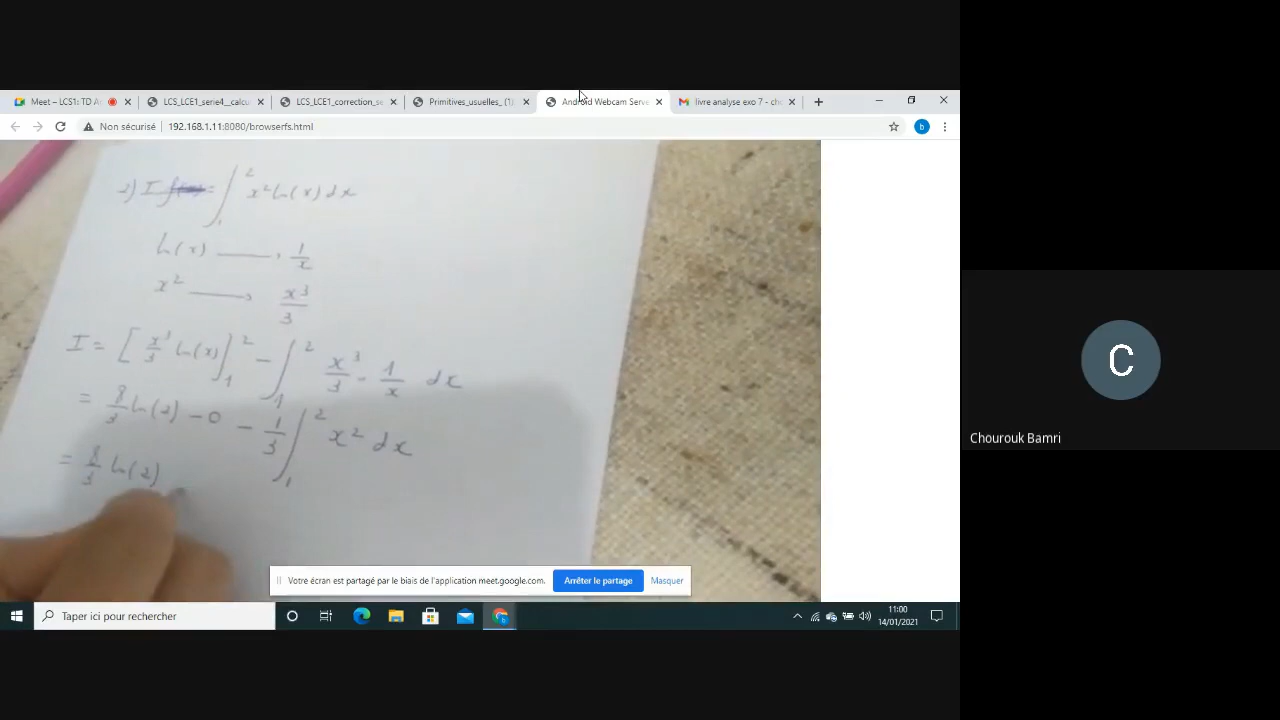 Meet – LCS1: TD A
LCS_LCE1_serie4__calcu
LCS_LCE1_correction_se
Primitives_usuelles_ (1).
Android Webcam Serve
livre analyse exo 7 - ch
Non sécurisé 192.168.1.11:8080/browserfs.html
b
2) I = ∫₁² x² ln(x) dx
ln(x) → 1/x
x² → x³/3
I = [x³/3 ln(x)]₁² - ∫₁² x³/3 - 1/x dx
= 8/3 ln(2) - 0 - 1/3 ∫₁² x² dx
= 8/3 ln(2)
C
Chourouk Bamri
Votre écran est partagé par le biais de l'application meet.google.com. Arrêter le partage Masquer
Taper ici pour rechercher
11:00
14/01/2021